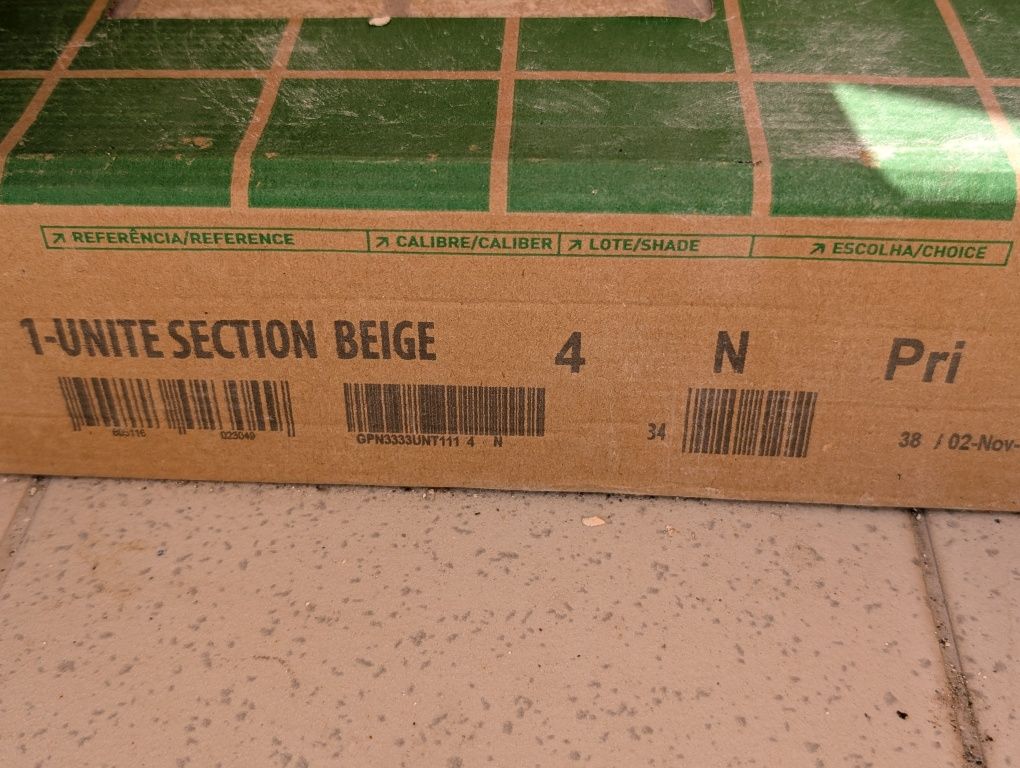 REFERÊNCIA/REFERENCE CALIBRE/CALIBER LOTE/SHADE ESCOLHA/CHOICE
1-UNITE SECTION BEIGE 4 N Pri
023049
GPN3333UNT111 4 N
34
38 / 02-Nov-